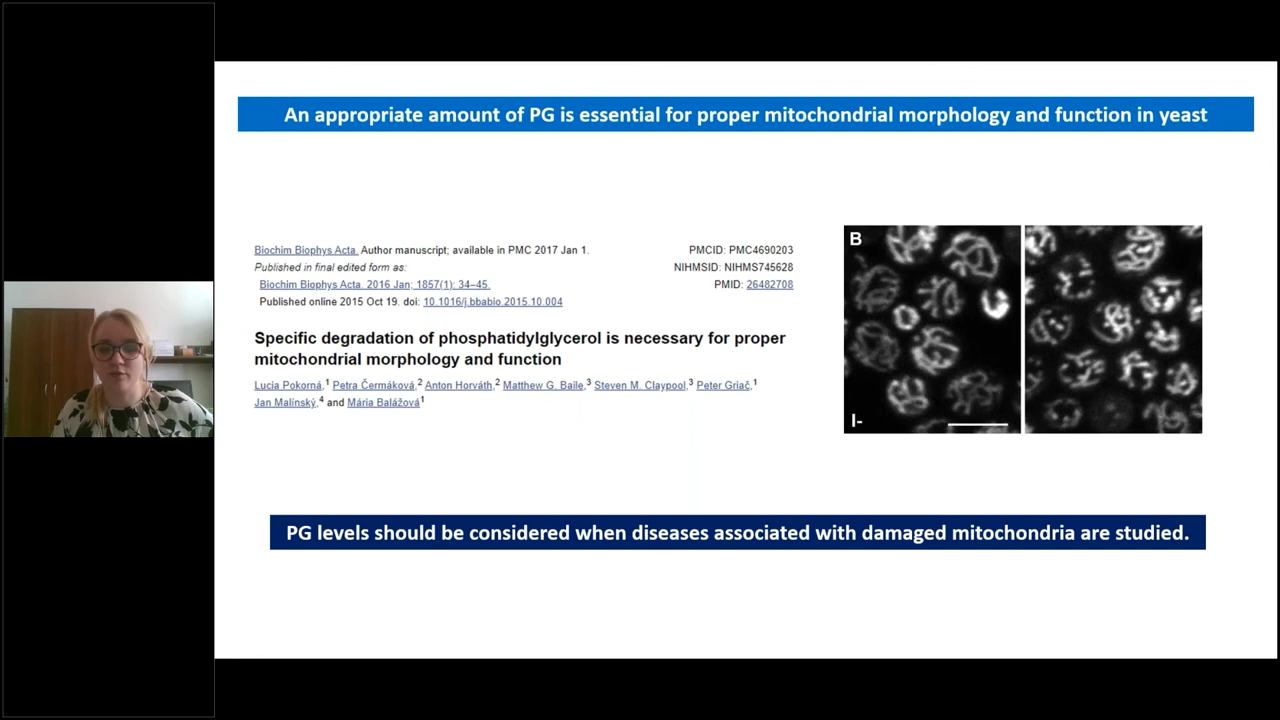 An appropriate amount of PG is essential for proper mitochondrial morphology and function in yeast
Biochim Biophys Acta. Author manuscript; available in PMC 2017 Jan 1.
Published in final edited form as:
Biochim Biophys Acta. 2016 Jan; 1857(1): 34–45.
Published online 2015 Oct 19. doi: 10.1016/j.bbabio.2015.10.004
PMCID: PMC4690203
NIHMSID: NIHMS745628
PMID: 26482708
Specific degradation of phosphatidylglycerol is necessary for proper
mitochondrial morphology and function
Lucia Pokorná,1 Petra Čermáková,2 Anton Horváth,2 Matthew G. Baile,3 Steven M. Claypool,3 Peter Griač,1
Jan Malínský,4 and Mária Balážová1
B
I-
PG levels should be considered when diseases associated with damaged mitochondria are studied.